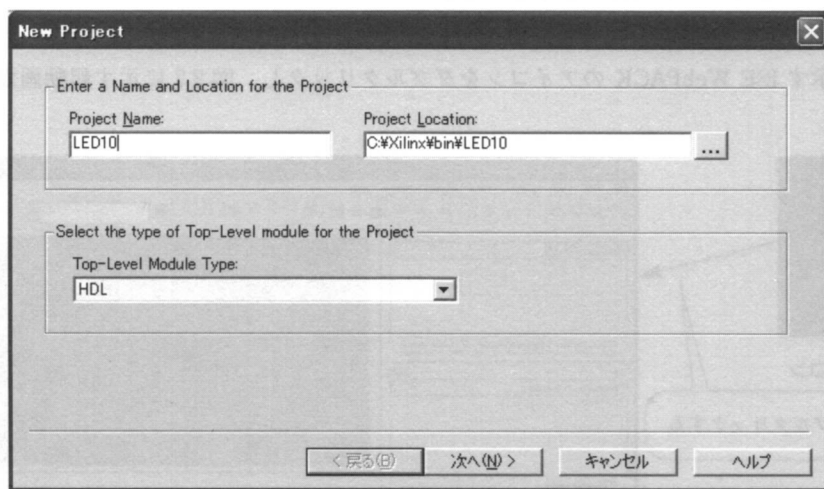 New Project
Enter a Name and Location for the Project
Project Name:
Project Location:
LED10
C:¥Xilinx¥bin¥LED10
...
Select the type of Top-Level module for the Project
Top-Level Module Type:
HDL
< 戻る(B)
次へ(N) >
キャンセル
ヘルプ